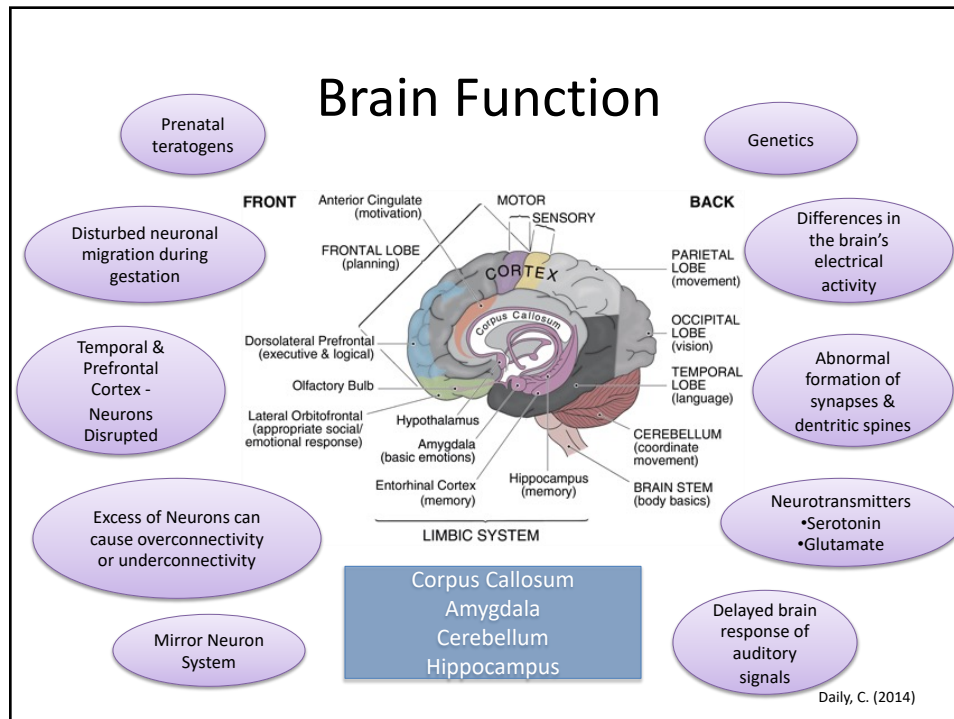 Brain Function
Prenatal
teratogens
Genetics
Disturbed neuronal
migration during
gestation
Differences in
the brain's
electrical
activity
Temporal &
Prefrontal
Cortex -
Neurons
Disrupted
Abnormal
formation of
synapses &
dentritic spines
Excess of Neurons can
cause overconnectivity
or underconnectivity
Neurotransmitters
•Serotonin
•Glutamate
Mirror Neuron
System
Delayed brain
response of
auditory
signals
FRONT
BACK
Anterior Cingulate
(motivation)
MOTOR
SENSORY
FRONTAL LOBE
(planning)
CORTEX
Corpus Callosum
PARIETAL
LOBE
(movement)
OCCIPITAL
LOBE
(vision)
TEMPORAL
LOBE
(language)
CEREBELLUM
(coordinate
movement)
BRAIN STEM
(body basics)
Dorsolateral Prefrontal
(executive & logical)
Olfactory Bulb
Lateral Orbitofrontal
(appropriate social/
emotional response)
Hypothalamus
Amygdala
(basic emotions)
Entorhinal Cortex
(memory)
Hippocampus
(memory)
LIMBIC SYSTEM
Corpus Callosum
Amygdala
Cerebellum
Hippocampus
Daily, C. (2014)